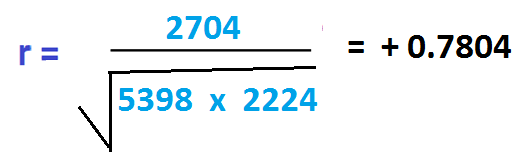 r = 2704 / √(5398 x 2224) = + 0.7804